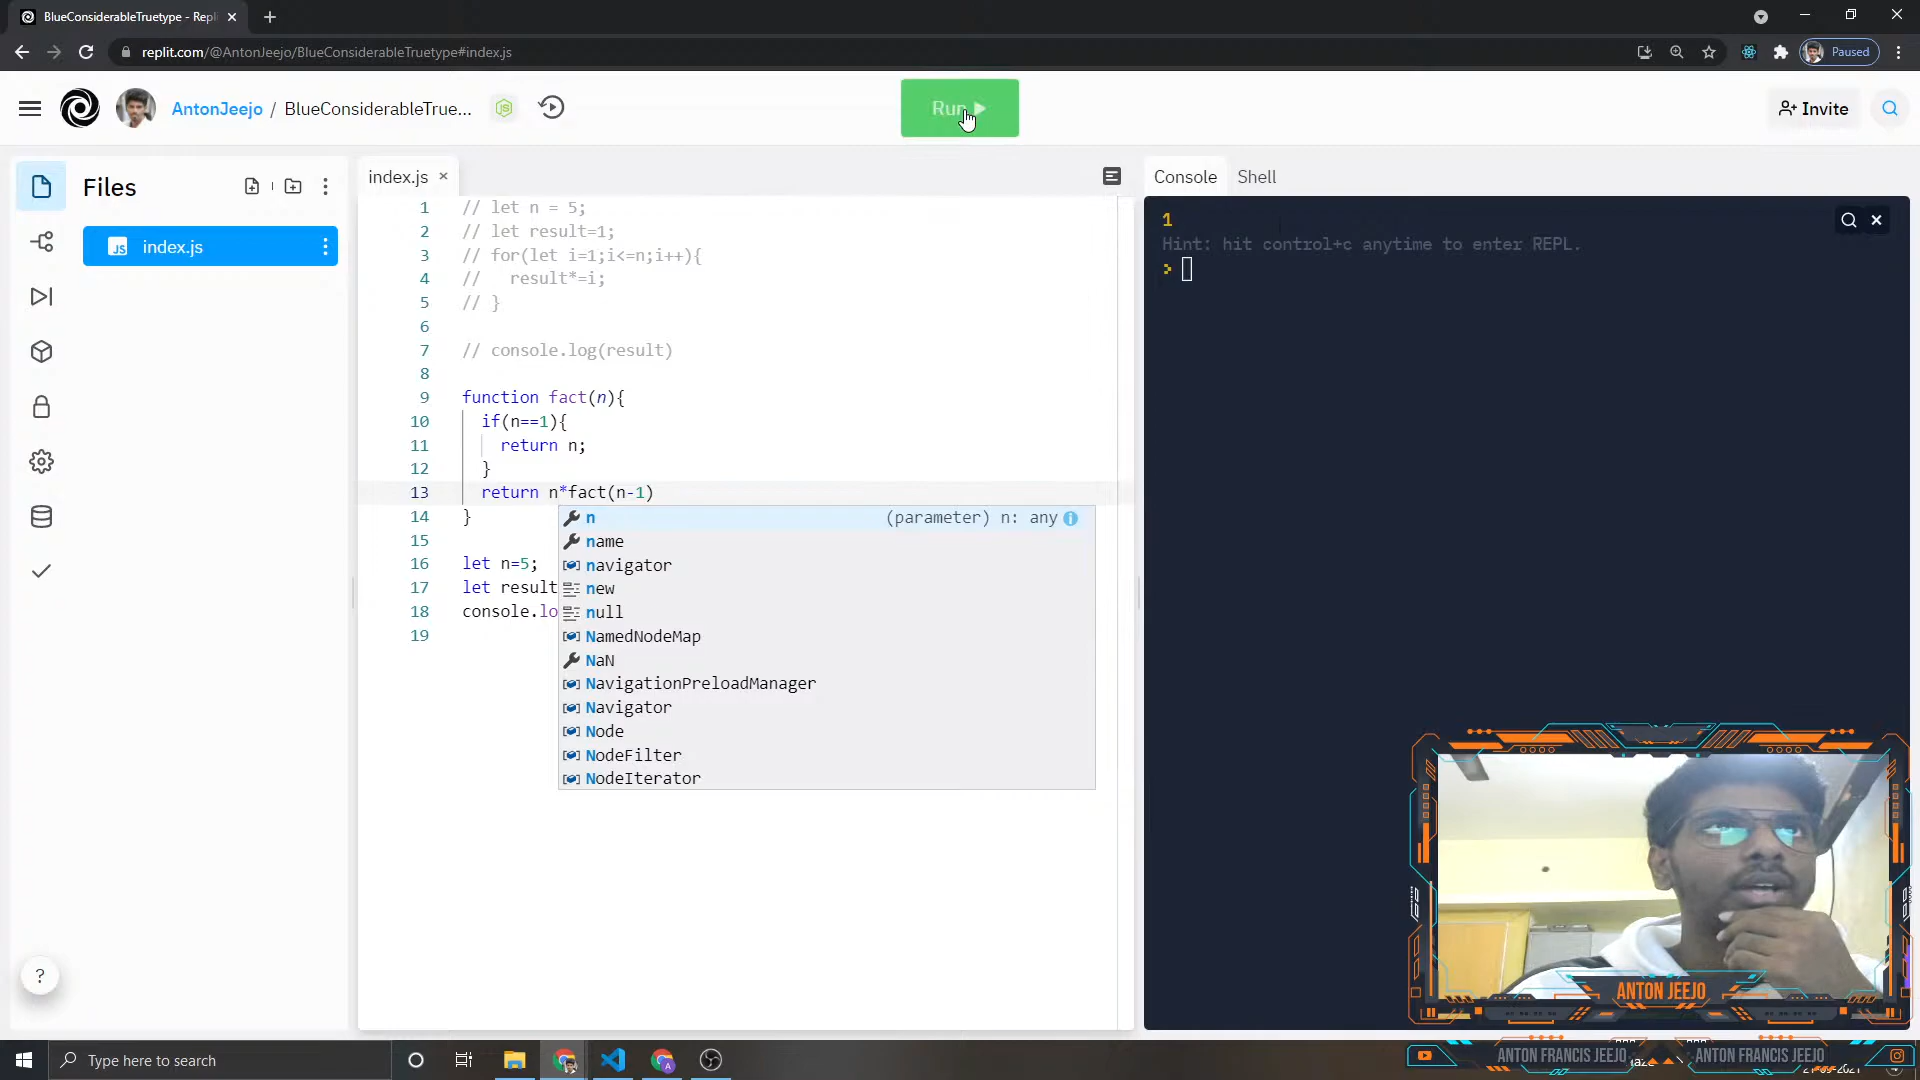 BlueConsiderableTruetype - Repli
replit.com/@AntonJeejo/BlueConsiderableTruetype#index.js
Paused
AntonJeejo / BlueConsiderableTrue...
Run
Invite
Files
index.js
index.js
Console
Shell
1 // let n = 5;
2 // let result=1;
3 // for(let i=1;i<=n;i++){
4 //   result*=i;
5 // }
6
7 // console.log(result)
8
9 function fact(n){
10 if(n==1){
11 return n;
12 }
13 return n*fact(n-1)
14 }
15
16 let n=5;
17 let result
18 console.lo
19
n (parameter) n: any
name
navigator
new
null
NamedNodeMap
NaN
NavigationPreloadManager
Navigator
Node
NodeFilter
NodeIterator
1
Hint: hit control+c anytime to enter REPL.
>
ANTON JEEJO
?
Type here to search
ANTON FRANCIS JEEJO
ANTON FRANCIS JEEJO